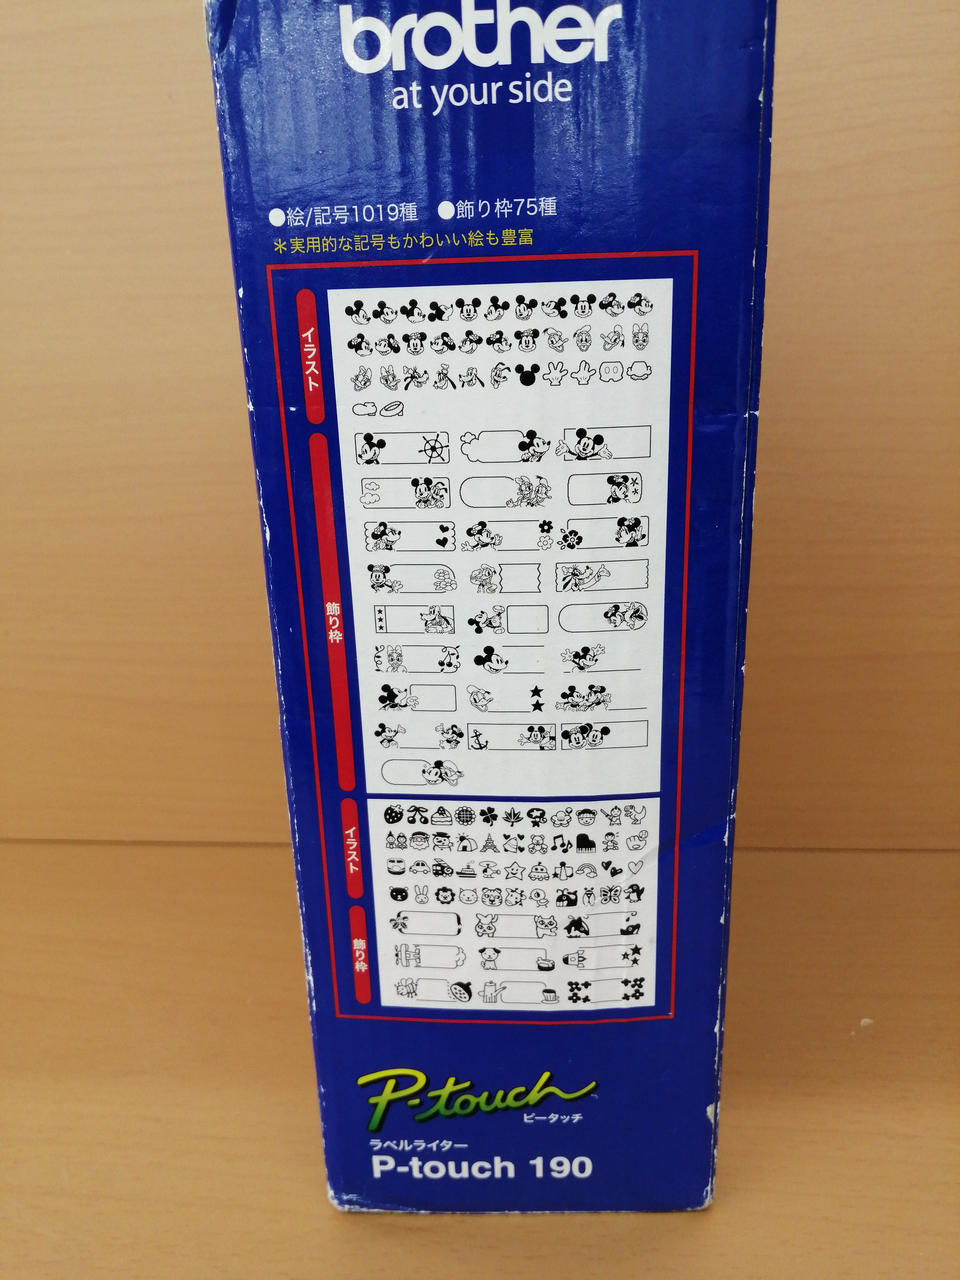 brother
at your side
●絵/記号1019種 ●飾り枠75種
＊実用的な記号もかわいい絵も豊富
イラスト
飾り枠
イラスト
飾り枠
P-touch
ピータッチ
ラベルライター
P-touch 190